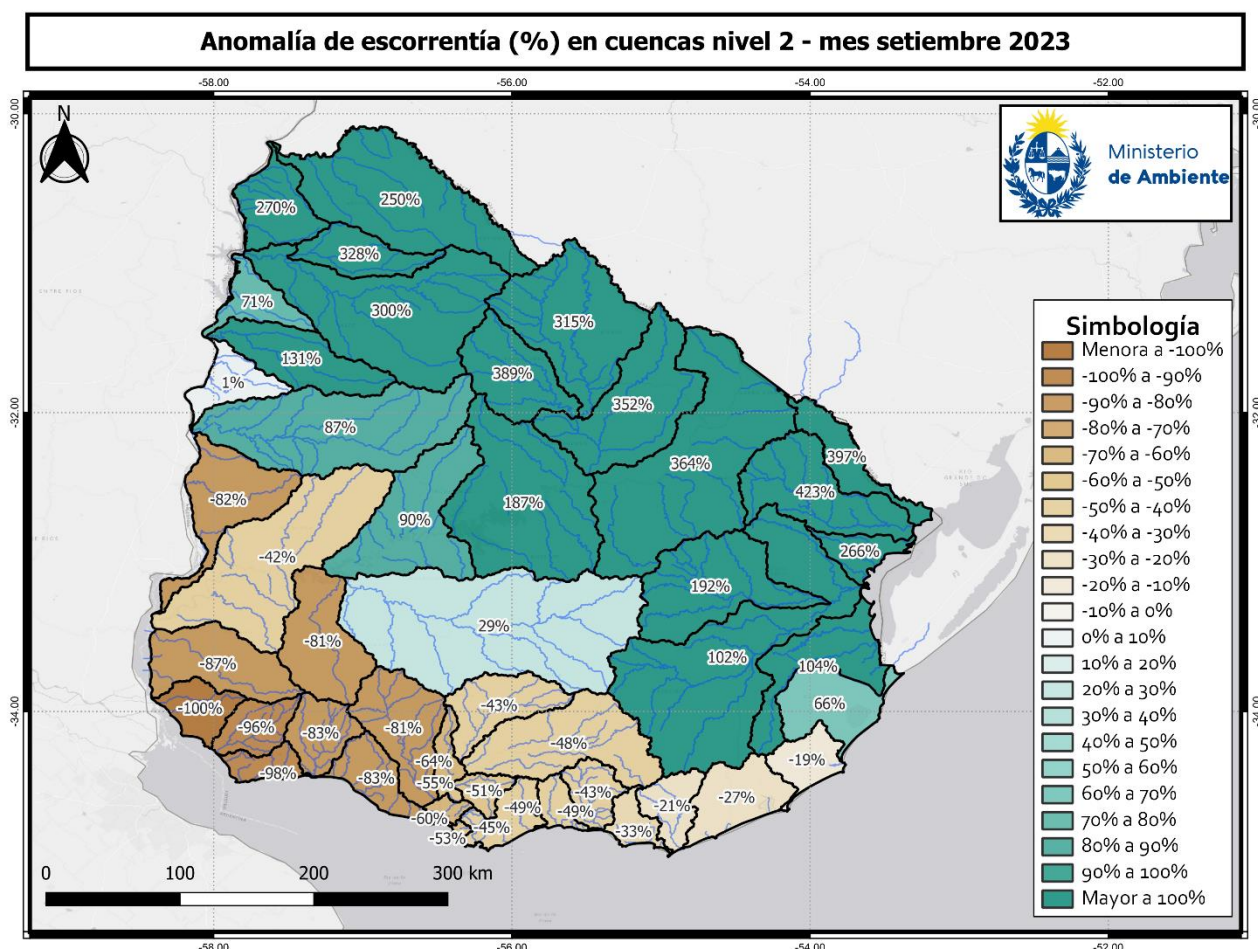 Anomalía de escorrentía (%) en cuencas nivel 2 - mes setiembre 2023
-58.00 -56.00 -54.00 -52.00
-30.00 -30.00
N
Ministerio
de Ambiente
250%
270%
328%
71%
300%
315%
131%
389%
1%
352%
-32.00 -32.00
87%
397%
364%
423%
-82%
187%
90%
266%
-42%
192%
29%
-81%
102%
-87%
104%
66%
-100%
-43%
-34.00 -34.00
-96%
-83%
-81%
-48%
-19%
-98%
-83%
-64%
-55%
-51%
-43%
-27%
-21%
-49%
-49%
-60%
-45%
-33%
-53%
Simbología
Menora a -100%
-100% a -90%
-90% a -80%
-80% a -70%
-70% a -60%
-60% a -50%
-50% a -40%
-40% a -30%
-30% a -20%
-20% a -10%
-10% a 0%
0% a 10%
10% a 20%
20% a 30%
30% a 40%
40% a 50%
50% a 60%
60% a 70%
70% a 80%
80% a 90%
90% a 100%
Mayor a 100%
0 100 200 300 km
-58.00 -56.00 -54.00 -52.00